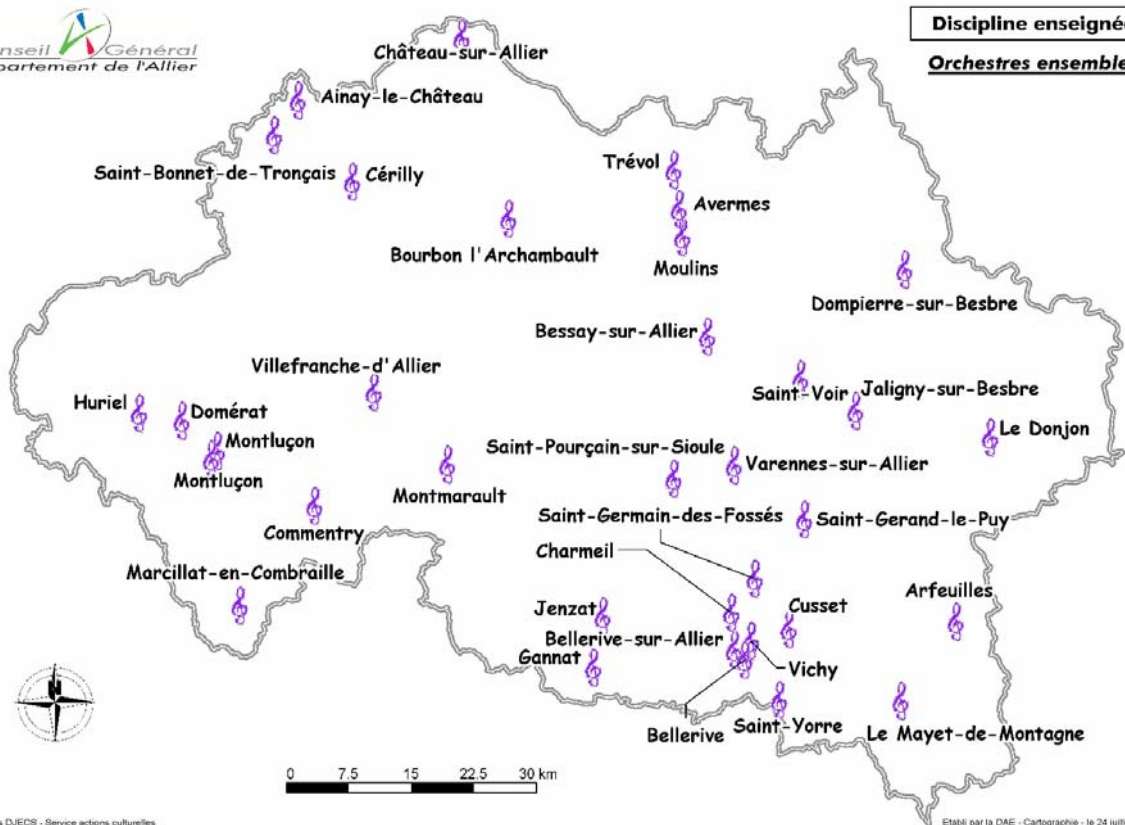 nseil Général
partement de l'Allier
Discipline enseignée
Orchestres ensemble
Château-sur-Allier
Ainay-le-Château
Saint-Bonnet-de-Tronçais
Cérilly
Trévol
Avermes
Bourbon l'Archambault
Moulins
Dompierre-sur-Besbre
Bessay-sur-Allier
Villefranche-d'Allier
Saint-Voir
Jaligny-sur-Besbre
Huriel
Domérat
Montluçon
Montluçon
Le Donjon
Saint-Pourçain-sur-Sioule
Varennes-sur-Allier
Montmarault
Commentry
Saint-Germain-des-Fossés
Saint-Gerand-le-Puy
Charmeil
Marcillat-en-Combraille
Jenzat
Cusset
Arfeuilles
Bellerive-sur-Allier
Gannat
Vichy
N
Bellerive
Saint-Yorre
Le Mayet-de-Montagne
0 7.5 15 22.5 30 km
DJECS - Service actions culturelles
Etabli par la DAE - Cartographie - le 24 juill